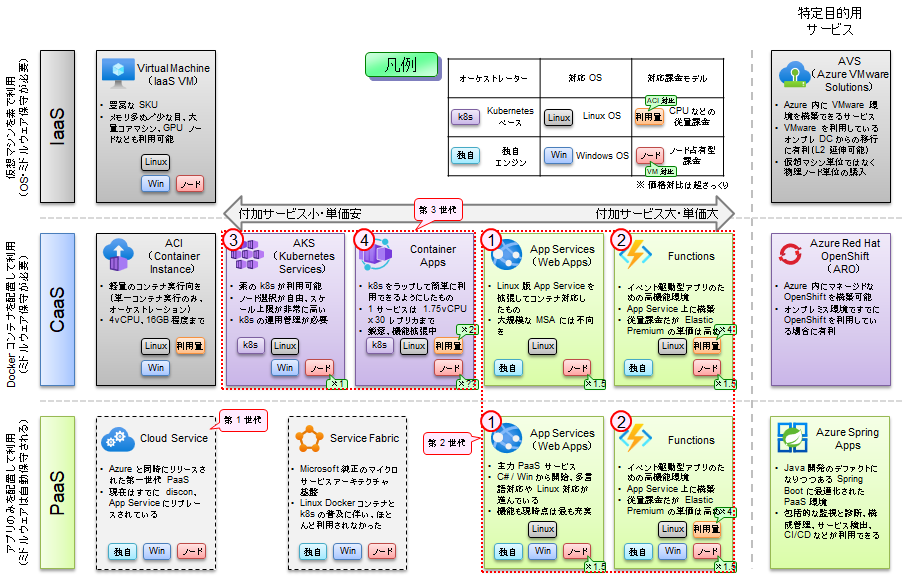 特定目的用
サービス
仮想マシンを素で利用
(OS・ミドルウェア保守が必要)
IaaS
Virtual Machine
(IaaS VM)
• 豊富な SKU
• メモリ多め/少な目、大
量コアマシン、GPU ノー
ドなども利用可能
Linux
Win
ノード
凡例
オーケストレーター
対応 OS
対応課金モデル
k8s
Kubernetes
ベース
Linux
Linux OS
ACI 対比
利用量
CPU などの
従量課金
独自
独自
エンジン
Win
Windows OS
ノード
VM 対比
ノード占有型
課金
※ 価格対比は超ざっくり
AVS
(Azure VMware
Solutions)
• Azure 内に VMware 環
境を構築できるサービス
• VMware を利用している
オンプレ DC からの移行
に有利(L2 延伸可能)
• 仮想マシン単位ではなく
物理ノード単位の購入
付加サービス小・単価安
第 3 世代
付加サービス大・単価大
Docker コンテナを配置して利用
(ミドルウェア保守が必要)
CaaS
ACI
(Container
Instance)
• 軽量のコンテナ実行向き
(単一コンテナ実行のみ、
オーケストレーション)
• 4vCPU, 16GB 程度まで
Linux
利用量
Win
③
AKS
(Kubernetes
Services)
• 素の k8s が利用可能
• ノード選択が自由、スケー
ル上限が非常に高い
• k8s の運用管理が必要
k8s
Linux
Win
ノード
×1
④
Container
Apps
• k8s をラップして簡単に利
用できるようにしたもの
• 1 サービスは 1.75vCPU
x 30 レプリカまで
• 鋭意、機能拡張中
k8s
Linux
利用量
×2
ノード
×??
①
App Services
(Web Apps)
• Linux 版 App Service を
拡張してコンテナ対応し
たもの
• 大規模な MSA には不向
き
Linux
独自
ノード
×1.5
②
Functions
• イベント駆動型アプリのた
めの高機能環境
• App Service 上に構築
• 従量課金だが Elastic
Premium の単価は高め
×4
Linux
利用量
独自
ノード
×1.5
Azure Red Hat
OpenShift
(ARO)
• Azure 内にマネージドな
OpenShift を構築可能
• オンプレミス環境ですでに
OpenShift を利用してい
る場合に有利
アプリのみを配置して利用
(ミドルウェアは自動保守される)
PaaS
第 1 世代
Cloud Service
• Azure と同時にリリースさ
れた第一世代 PaaS
• 現在はすでに discon、
App Service にリプレース
されている
独自
Win
ノード
Service Fabric
• Microsoft 純正のマイクロ
サービスアーキテクチャ
基盤
• Linux Docker コンテナと
k8s の普及に伴い、ほと
んど利用されなかった
独自
Win
ノード
第 2 世代
①
App Services
(Web Apps)
• 主力 PaaS サービス
• C# / Win から開始、多言
語対応や Linux 対応が
進んでいる
• 機能も現時点は最も充実
Linux
独自
Win
ノード
×1.5
②
Functions
• イベント駆動型アプリのた
めの高機能環境
• App Service 上に構築
• 従量課金だが Elastic
Premium の単価は高め
×4
Linux
利用量
独自
Win
ノード
×1.5
Azure Spring
Apps
• Java 開発のデファクトに
なりつつある Spring
Boot に最適化された
PaaS 環境
• 包括的な監視と診断、構
成管理、サービス検出、
CI/CD などが利用できる